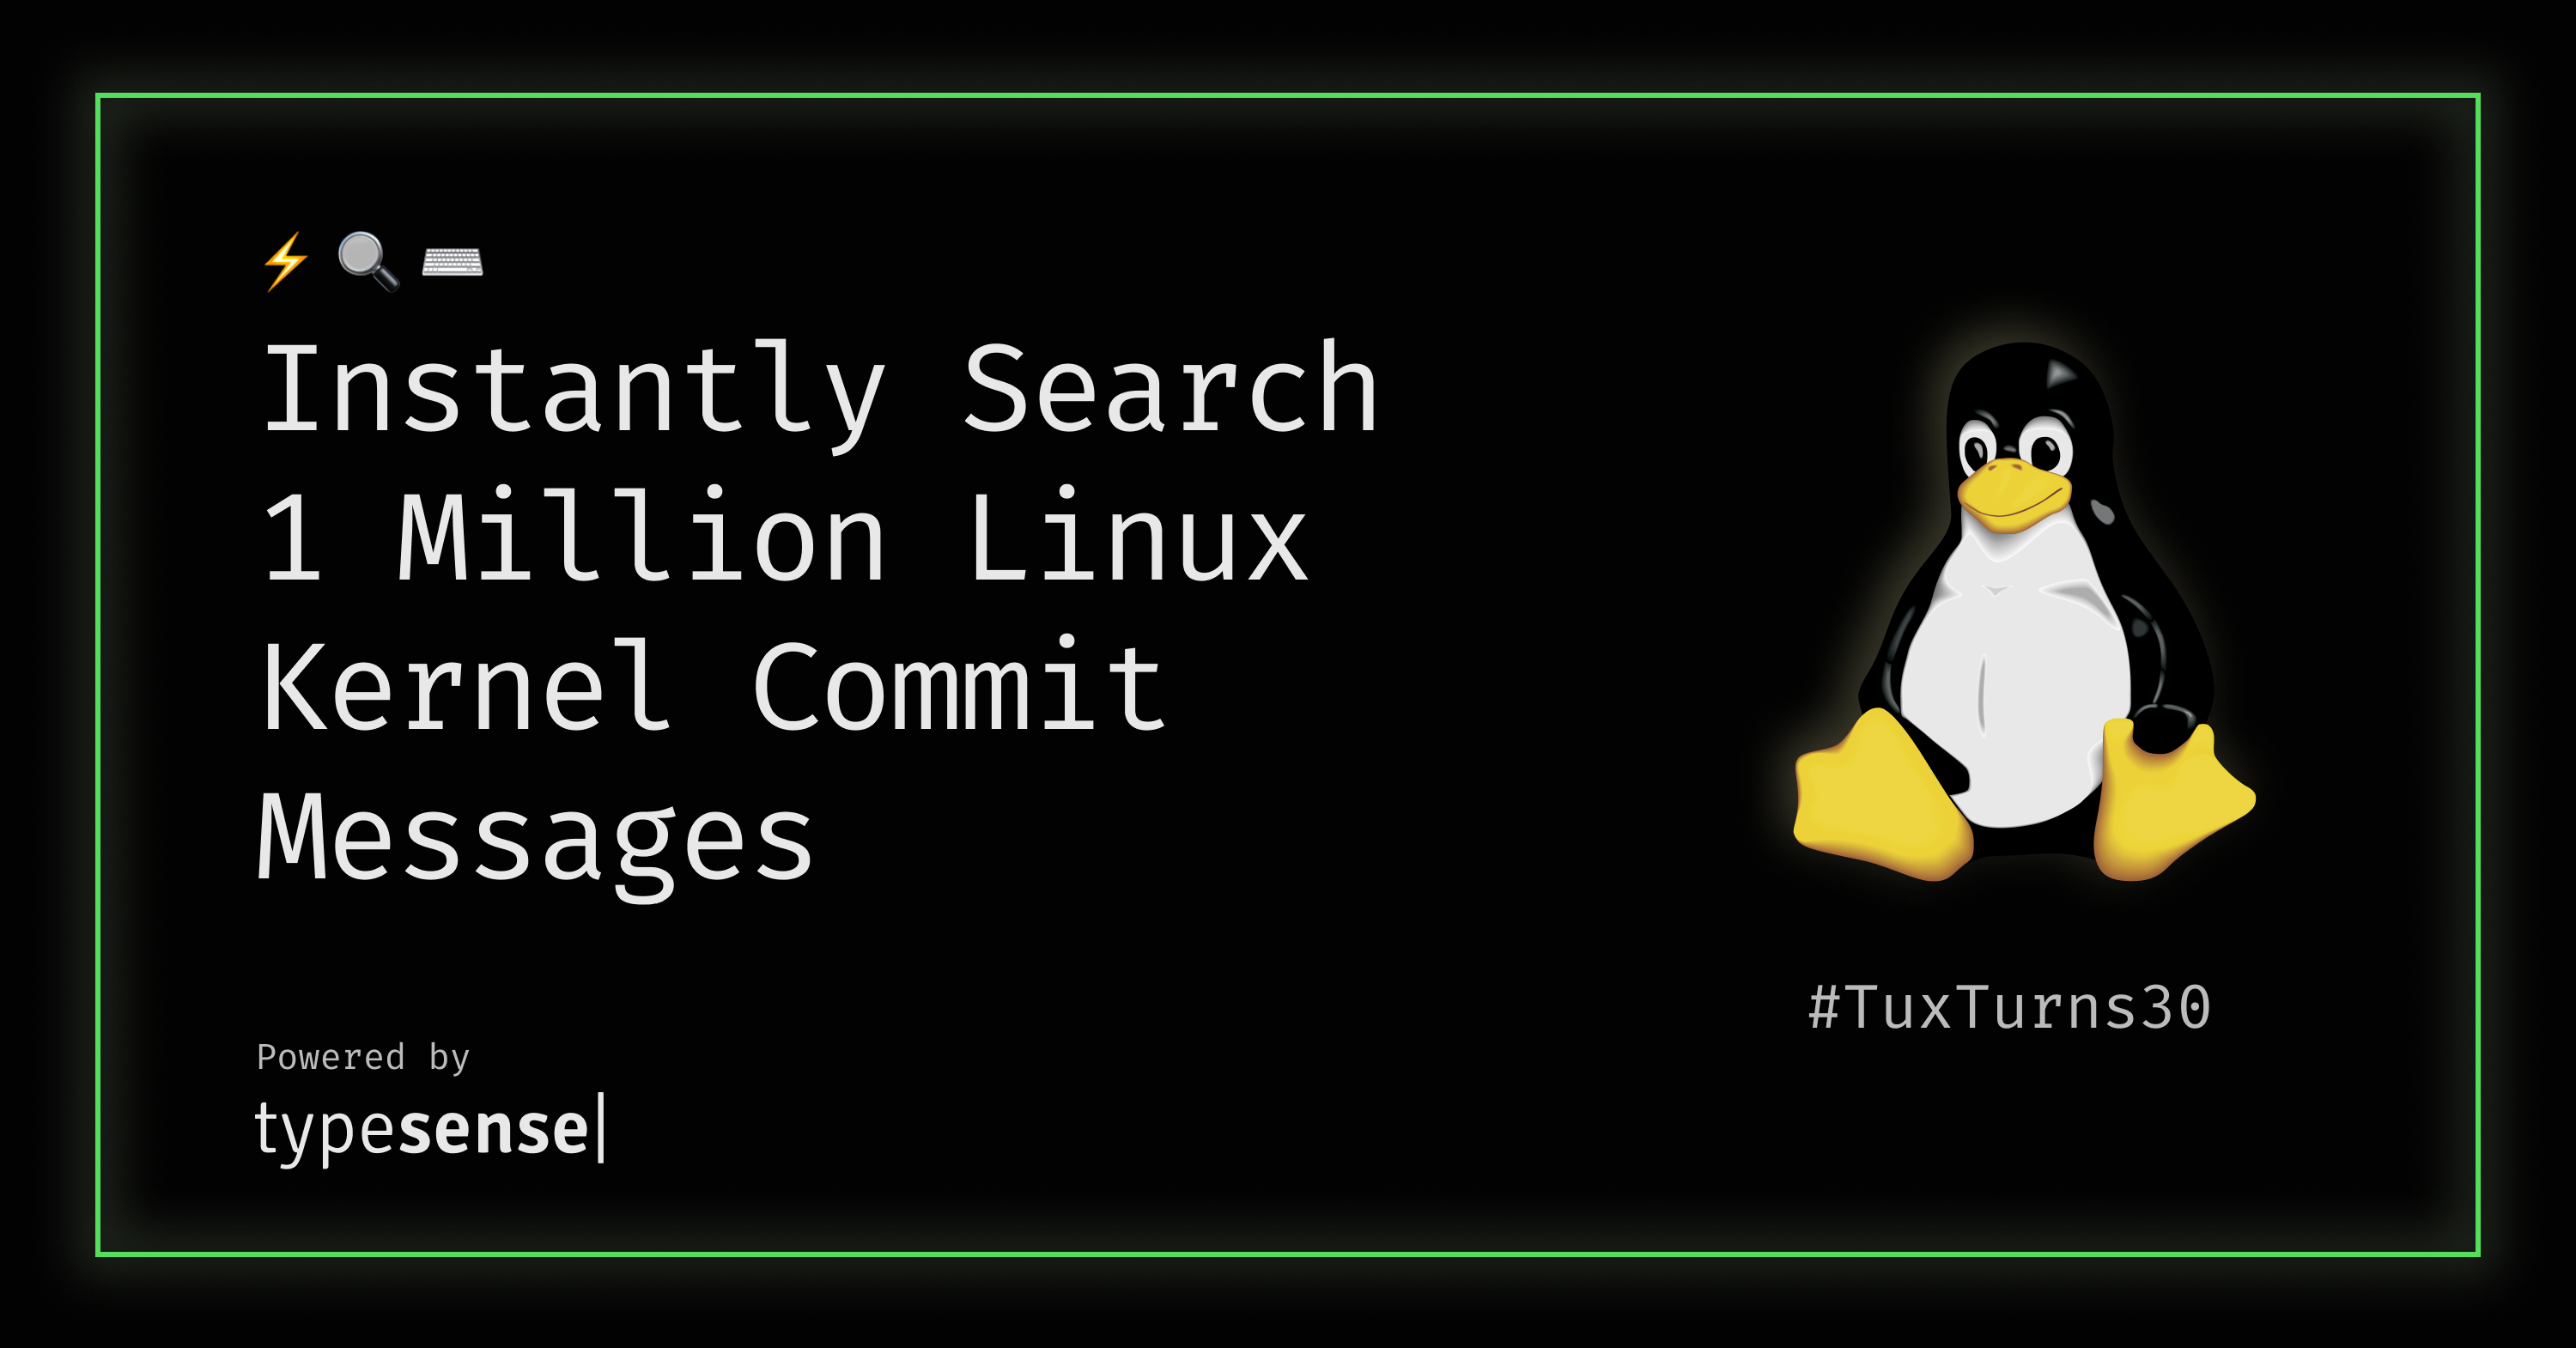 ⚡ 🔍 ⌨️
Instantly Search
1 Million Linux
Kernel Commit
Messages
#TuxTurns30
Powered by
typesense|